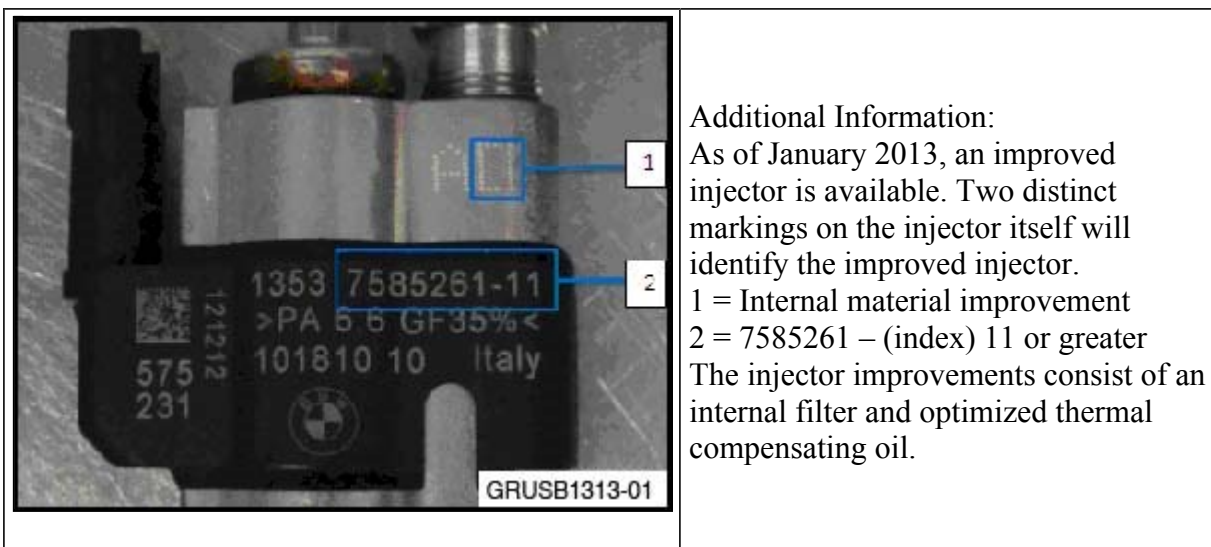 1
1353 7585261-11
2
>PA 6 6 GF35%<
101810 10 Italy
121212
575
231
BMW
GRUSB1313-01
Additional Information:
As of January 2013, an improved
injector is available. Two distinct
markings on the injector itself will
identify the improved injector.
1 = Internal material improvement
2 = 7585261 – (index) 11 or greater
The injector improvements consist of an
internal filter and optimized thermal
compensating oil.